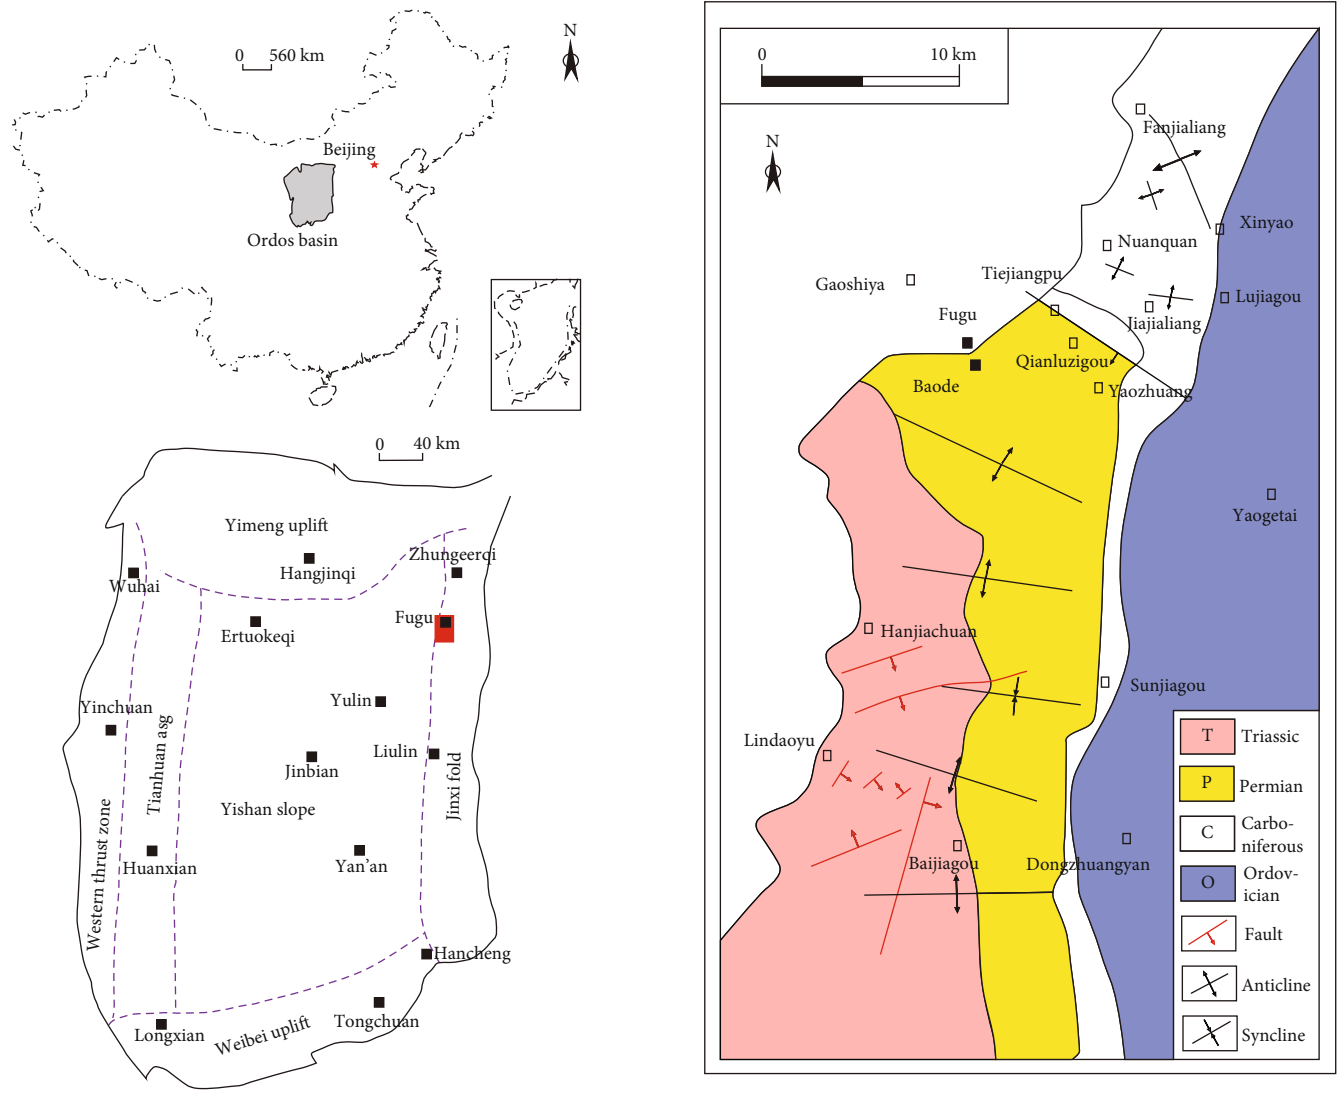 0 560 km
N
Beijing
Ordos basin
0 40 km
Yimeng uplift
Zhungeerqi
Hangjinqi
Wuhai
Fugu
Ertuokeqi
Yulin
Yinchuan
Tianhuan asg
Liulin
Jinbian
Jinxi fold
Yishan slope
Western thrust zone
Huanxian
Yan'an
Hancheng
Tongchuan
Longxian
Weibei uplift
0 10 km
N
Fanjialiang
Xinyao
Nuanquan
Tiejiangpu
Gaoshiya
Lujiagou
Fugu
Jiajialiang
Qianluzigou
Baode
Yaozhuang
Yaogetai
Hanjiachuan
Sunjiagou
Lindaoyu
Baijiagou
Dongzhuangyan
T Triassic
P Permian
C Carbo-
niferous
O Ordov-
ician
Fault
Anticline
Syncline